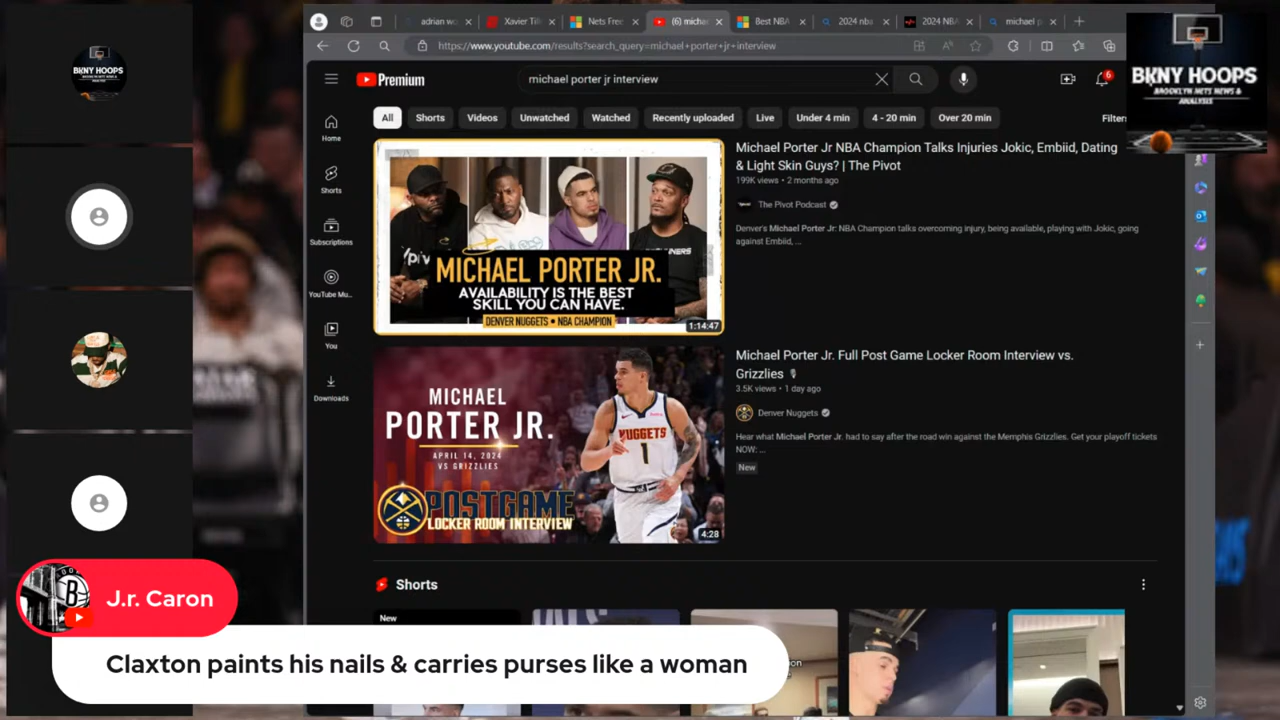 adrian wo
Xavier Till
Nets Free
(6) micha
Best NBA
2024 nba
2024 NBA
michael p
https://www.youtube.com/results?search_query=michael+porter+jr+interview
BKNY HOOPS
BROOKLYN NETS NEWS &
ANALYSIS
Premium
michael porter jr interview
6
All
Shorts
Videos
Unwatched
Watched
Recently uploaded
Live
Under 4 min
4 - 20 min
Over 20 min
Filters
Home
Shorts
Subscriptions
YouTube Mu...
You
Downloads
MICHAEL PORTER JR.
AVAILABILITY IS THE BEST
SKILL YOU CAN HAVE.
DENVER NUGGETS • NBA CHAMPION
1:14:47
Michael Porter Jr NBA Champion Talks Injuries Jokic, Embiid, Dating
& Light Skin Guys? | The Pivot
199K views • 2 months ago
The Pivot Podcast
Denver's Michael Porter Jr: NBA Champion talks overcoming injury, being available, playing with Jokic, going
against Embiid, ...
MICHAEL
PORTER JR.
APRIL 14, 2024
VS GRIZZLIES
POSTGAME
LOCKER ROOM INTERVIEW
NUGGETS
1
4:28
Michael Porter Jr. Full Post Game Locker Room Interview vs.
Grizzlies
3.5K views • 1 day ago
Denver Nuggets
Hear what Michael Porter Jr. had to say after the road win against the Memphis Grizzlies. Get your playoff tickets
NOW: ...
New
Shorts
New
BKNY HOOPS
J.r. Caron
Claxton paints his nails & carries purses like a woman